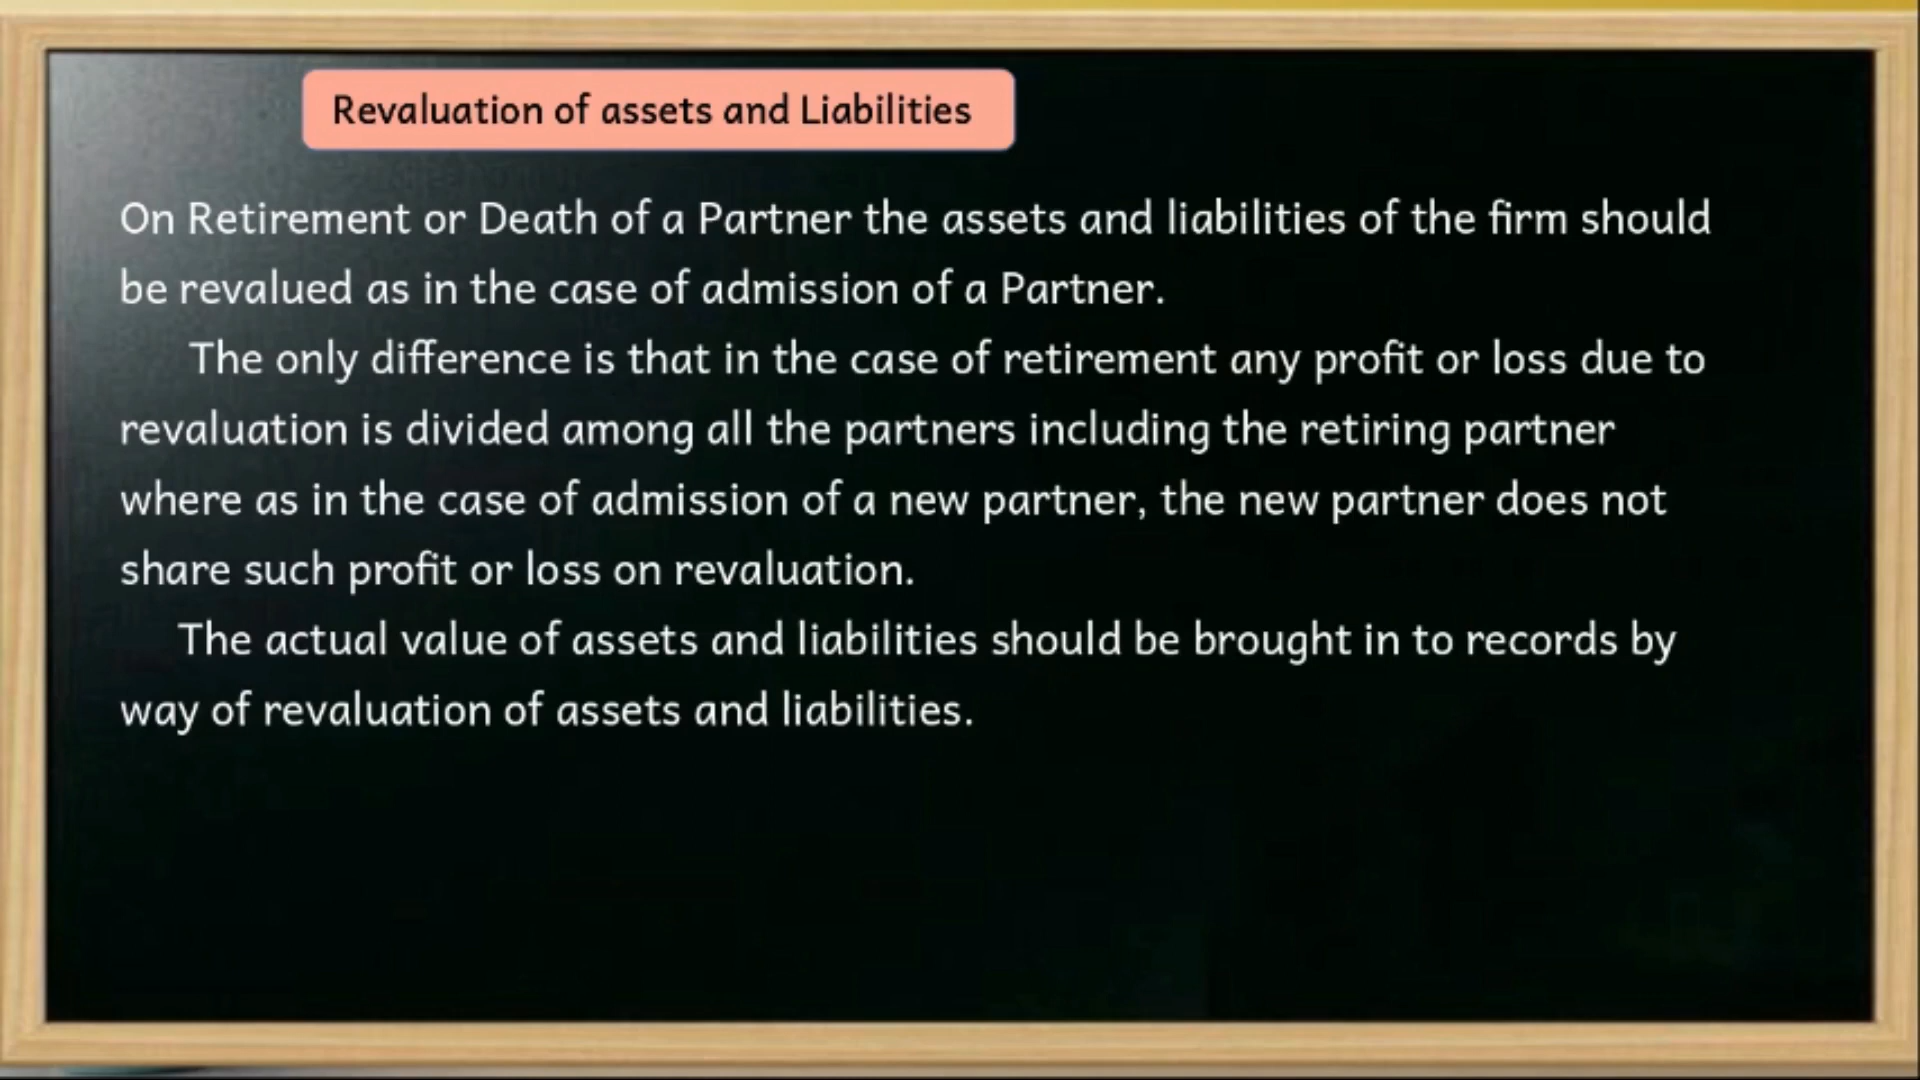 Revaluation of assets and Liabilities
On Retirement or Death of a Partner the assets and liabilities of the firm should
be revalued as in the case of admission of a Partner.
The only difference is that in the case of retirement any profit or loss due to
revaluation is divided among all the partners including the retiring partner
where as in the case of admission of a new partner, the new partner does not
share such profit or loss on revaluation.
The actual value of assets and liabilities should be brought in to records by
way of revaluation of assets and liabilities.